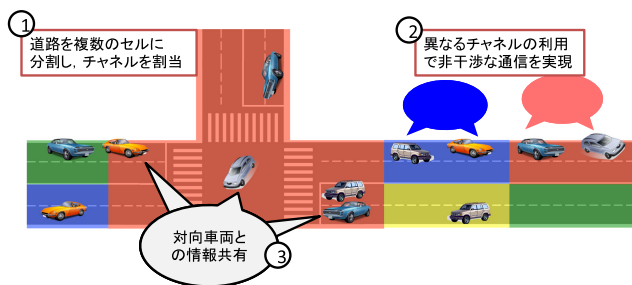 1
道路を複数のセルに
分割し，チャネルを割当
2
異なるチャネルの利用
で非干渉な通信を実現
対向車両と
の情報共有
3